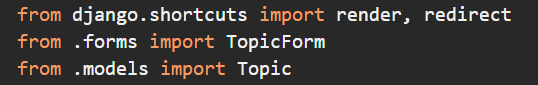 from django.shortcuts import render, redirect
from .forms import TopicForm
from .models import Topic